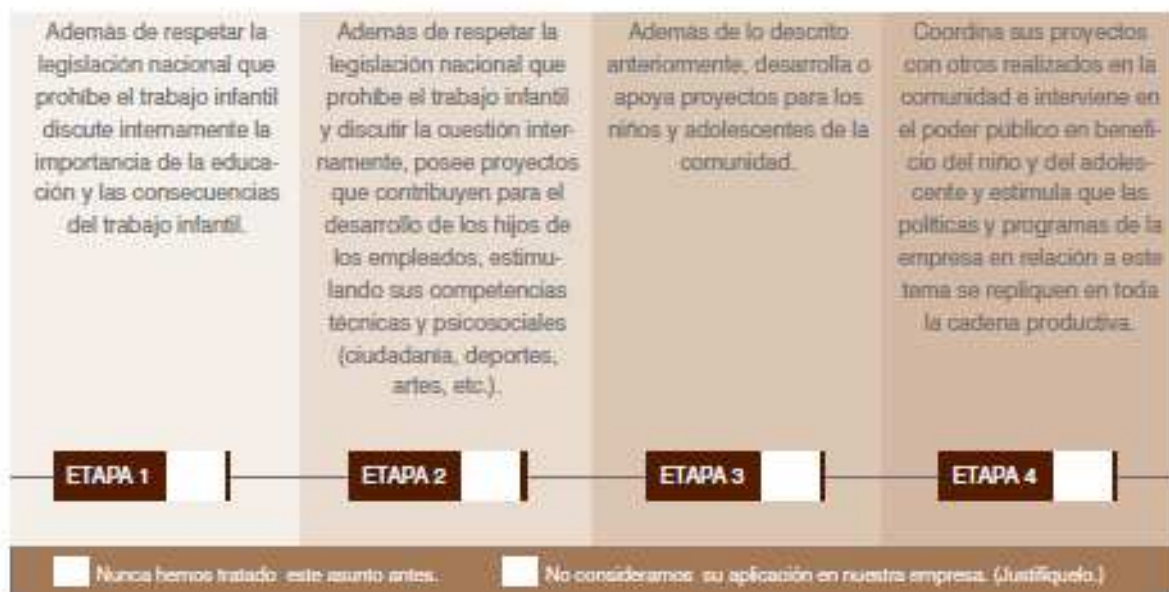 Además de respetar la
legislación nacional que
prohíbe el trabajo infantil
discute internamente la
importancia de la educa-
ción y las consecuencias
del trabajo infantil.
Además de respetar la
legislación nacional que
prohíbe el trabajo infantil
y discutir la cuestión inter-
namente, posee proyectos
que contribuyen para el
desarrollo de los hijos de
los empleados, estimu-
lando sus competencias
técnicas y psicosociales
(ciudadanía, deportes,
artes, etc.).
Además de lo descrito
anteriormente, desarrolla o
apoya proyectos para los
niños y adolescentes de la
comunidad.
Coordina sus proyectos
con otros realizados en la
comunidad e interviene en
el poder público en benefi-
cio del niño y del adoles-
cente y estimula que las
políticas y programas de la
empresa en relación a este
tema se repliquen en toda
la cadena productiva.
ETAPA 1
ETAPA 2
ETAPA 3
ETAPA 4
Nunca hemos tratado este asunto antes.
No consideramos su aplicación en nuestra empresa. (Justifíquelo.)